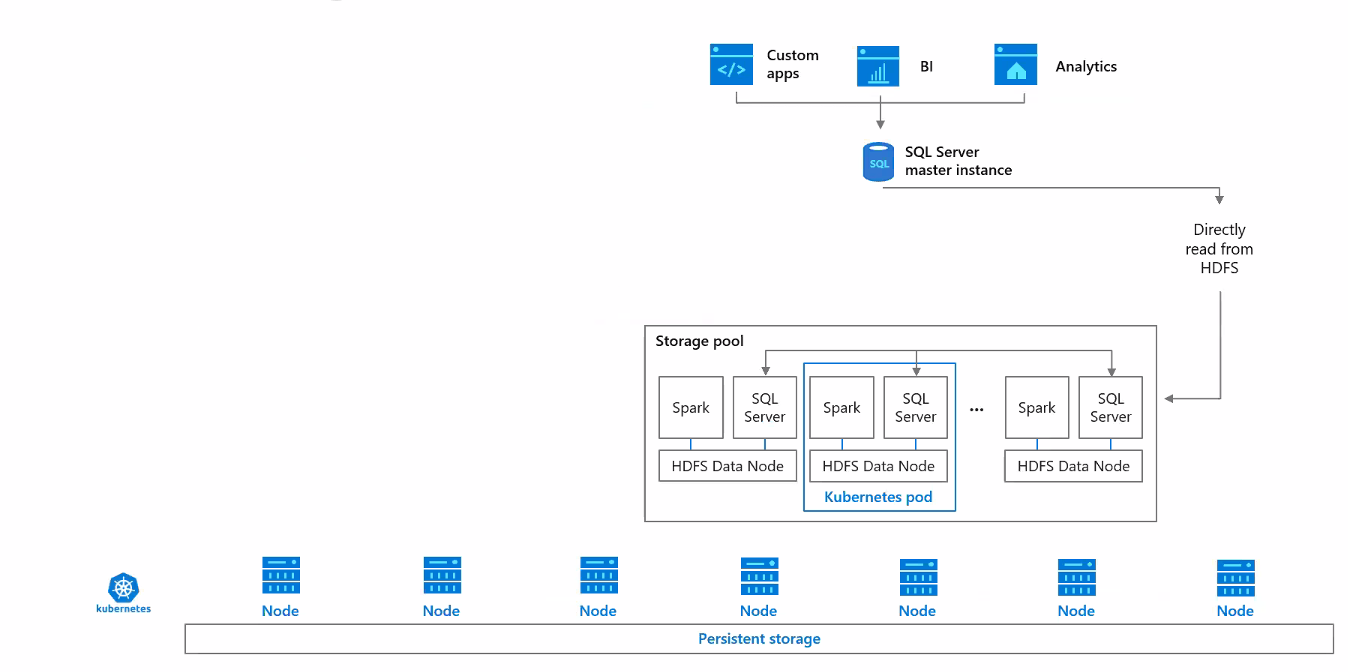 </>
Custom
apps
BI
Analytics
SQL
SQL Server
master instance
Directly
read from
HDFS
Storage pool
Spark
SQL
Server
Spark
SQL
Server
...
Spark
SQL
Server
HDFS Data Node
HDFS Data Node
HDFS Data Node
Kubernetes pod
kubernetes
Node
Node
Node
Node
Node
Node
Node
Persistent storage